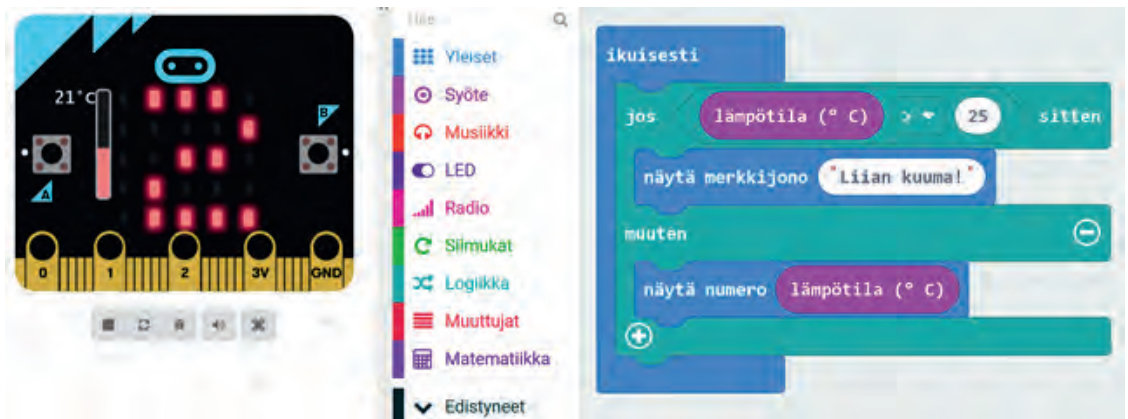 21°C
A
B
0 1 2 3V GND
Yleiset
Syöte
Musiikki
LED
Radio
Silmukat
Logiikka
Muuttujat
Matematiikka
Edistyneet
ikuisesti
jos lämpötila (° C) > 25 sitten
näytä merkkijono "Liian kuuma!"
muuten
näytä numero lämpötila (° C)